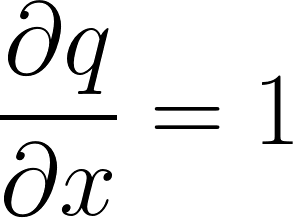 ∂q/∂x = 1